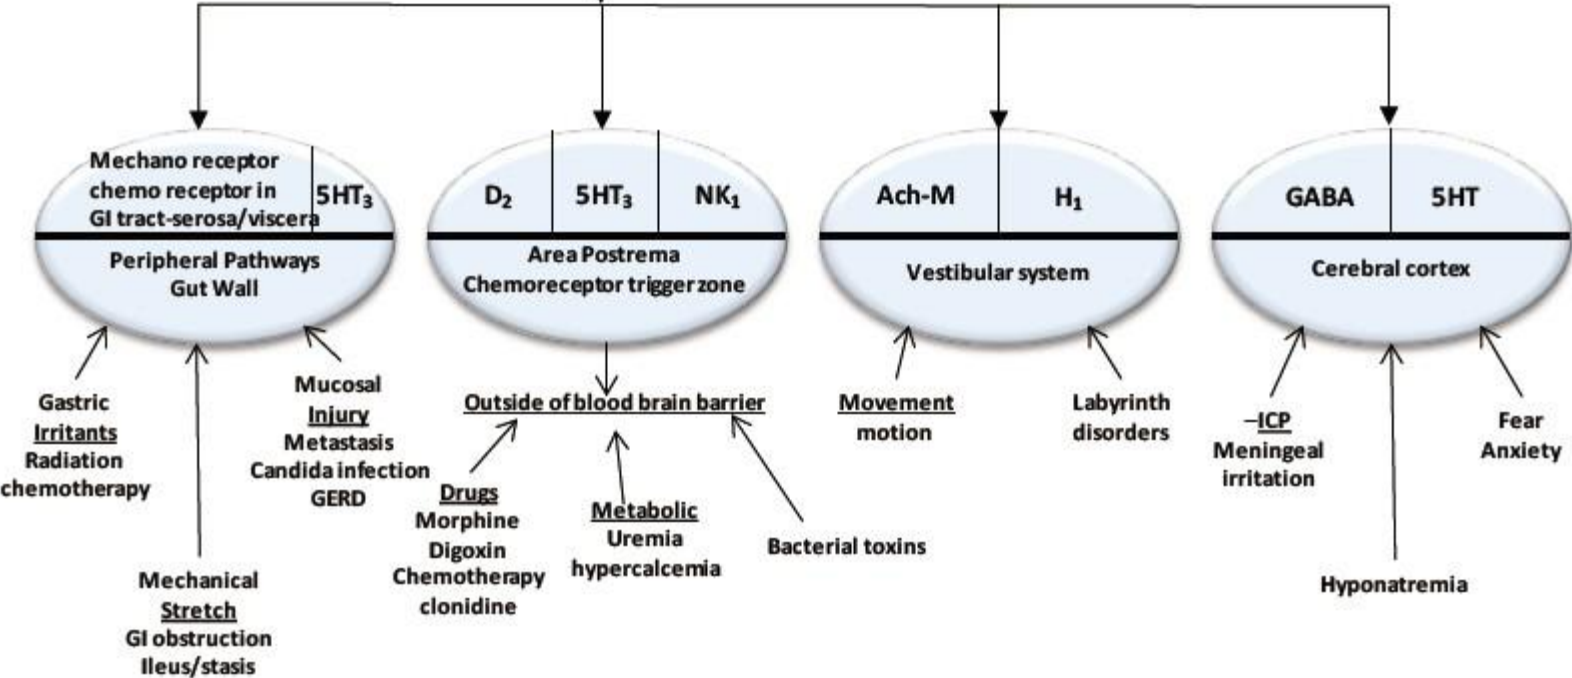 Mechano receptor
chemo receptor in
GI tract-serosa/viscera
5HT₃
Peripheral Pathways
Gut Wall
D₂
5HT₃
NK₁
Area Postrema
Chemoreceptor trigger zone
Ach-M
H₁
Vestibular system
GABA
5HT
Cerebral cortex
Gastric
Irritants
Radiation
chemotherapy
Mechanical
Stretch
GI obstruction
Ileus/stasis
Mucosal
Injury
Metastasis
Candida infection
GERD
Outside of blood brain barrier
Drugs
Morphine
Digoxin
Chemotherapy
clonidine
Metabolic
Uremia
hypercalcemia
Bacterial toxins
Movement
motion
Labyrinth
disorders
–ICP
Meningeal
irritation
Hyponatremia
Fear
Anxiety